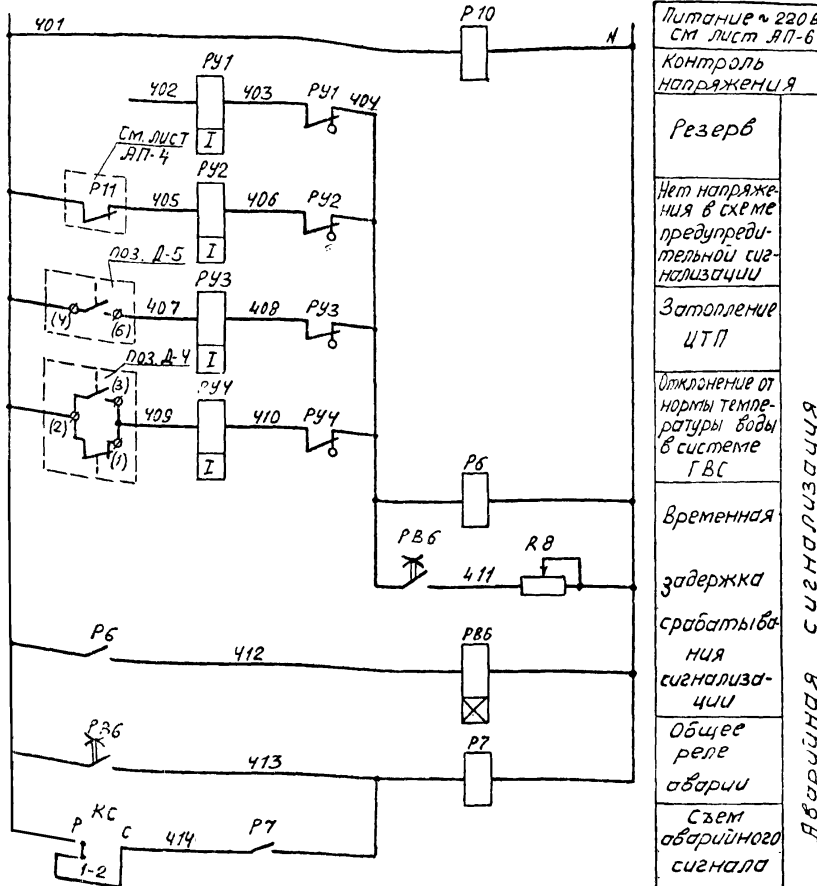 401
Р10
N
Питание ~ 220 В
см лист АП-6
Контроль
напряжения
РУ1
402
403
РУ1
404
I
Резерв
См. лист
АП-4
Р11
405
РУ2
406
РУ2
I
Нет напряже-
ния в схеме
предупреди-
тельной сиг-
нализации
поз. Д-5
(4)
(6)
407
РУ3
408
РУ3
I
Затопление
ЦТП
поз. Д-4
(3)
(2)
(1)
409
РУ4
410
РУ4
I
Отклонение от
нормы темпе-
ратуры воды
в системе
ГВС
Р6
РВ6
411
R8
Временная
задержка
срабатыва-
ния
сигнализа-
ции
Р6
412
РВ6
РВ6
413
Р7
Общее
реле
аварии
Р
КС
С
1-2
414
Р7
Съем
аварийного
сигнала
Аварийная сигнализация